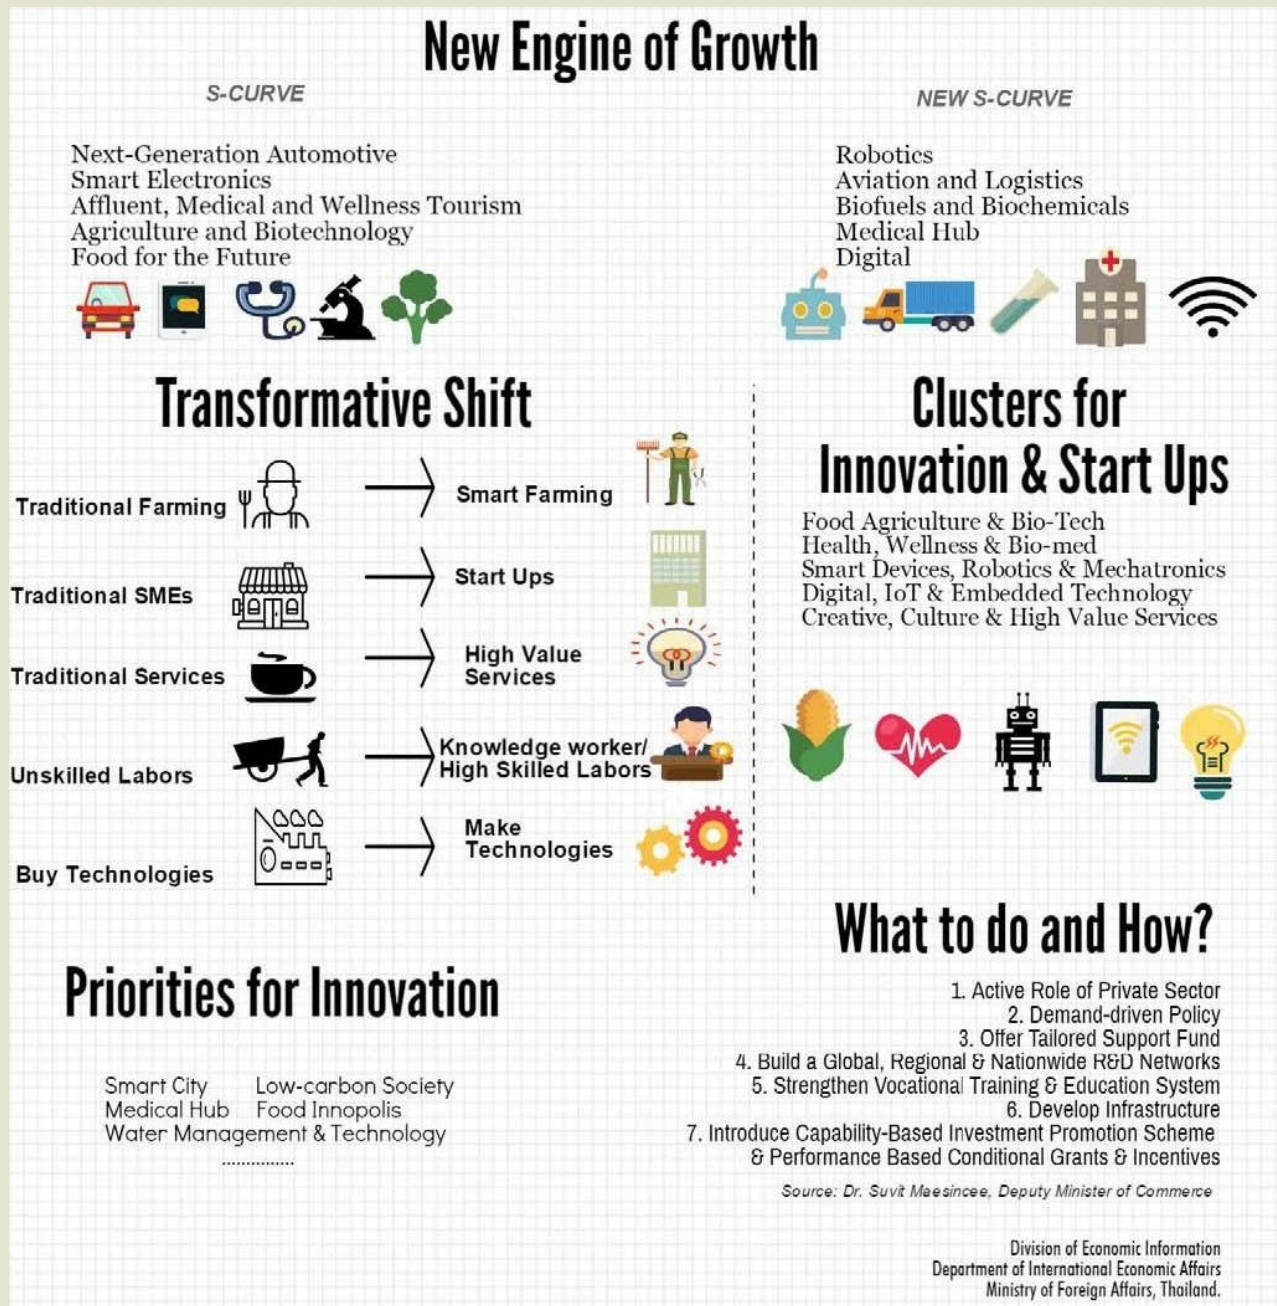 New Engine of Growth
S-CURVE
Next-Generation Automotive
Smart Electronics
Affluent, Medical and Wellness Tourism
Agriculture and Biotechnology
Food for the Future
NEW S-CURVE
Robotics
Aviation and Logistics
Biofuels and Biochemicals
Medical Hub
Digital
Transformative Shift
Traditional Farming
Smart Farming
Traditional SMEs
Start Ups
Traditional Services
High Value
Services
Unskilled Labors
Knowledge worker/
High Skilled Labors
Buy Technologies
Make
Technologies
Clusters for
Innovation & Start Ups
Food Agriculture & Bio-Tech
Health, Wellness & Bio-med
Smart Devices, Robotics & Mechatronics
Digital, IoT & Embedded Technology
Creative, Culture & High Value Services
Priorities for Innovation
Smart City Low-carbon Society
Medical Hub Food Innopolis
Water Management & Technology
...............
What to do and How?
1. Active Role of Private Sector
2. Demand-driven Policy
3. Offer Tailored Support Fund
4. Build a Global, Regional & Nationwide R&D Networks
5. Strengthen Vocational Training & Education System
6. Develop Infrastructure
7. Introduce Capability-Based Investment Promotion Scheme
& Performance Based Conditional Grants & Incentives
Source: Dr. Suvit Maesincee, Deputy Minister of Commerce
Division of Economic Information
Department of International Economic Affairs
Ministry of Foreign Affairs, Thailand.